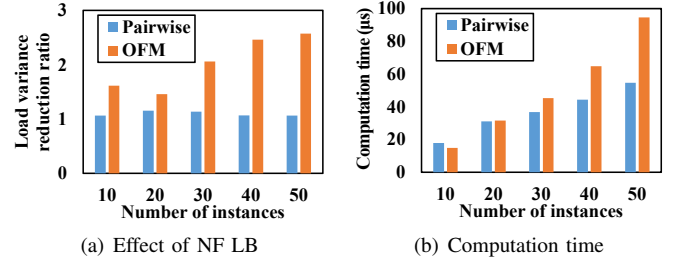 Load variance
reduction ratio
3
2
1
0
Pairwise
OFM
10 20 30 40 50
Number of instances
(a) Effect of NF LB
Computation time (μs)
100
80
60
40
20
0
Pairwise
OFM
10 20 30 40 50
Number of instances
(b) Computation time